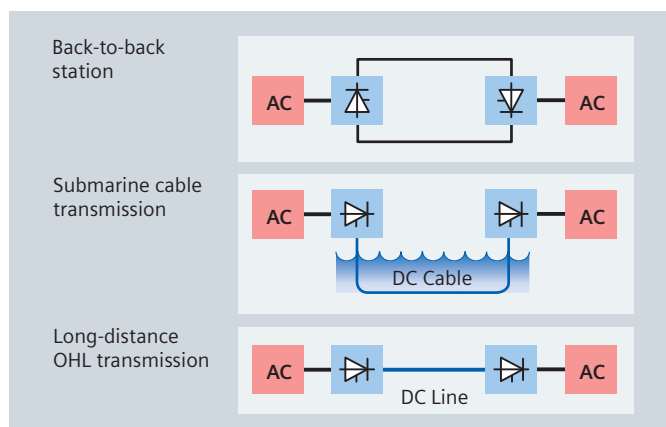 Back-to-back
station
AC
AC
Submarine cable
transmission
AC
AC
DC Cable
Long-distance
OHL transmission
AC
AC
DC Line